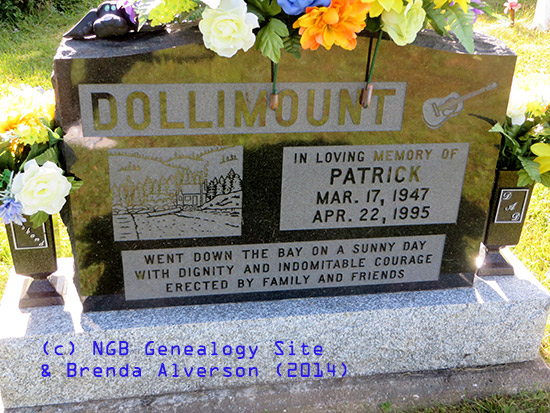 DOLLIMOUNT
IN LOVING MEMORY OF
PATRICK
MAR. 17, 1947
APR. 22, 1995
WENT DOWN THE BAY ON A SUNNY DAY
WITH DIGNITY AND INDOMITABLE COURAGE
ERECTED BY FAMILY AND FRIENDS
DAD
(c) NGB Genealogy Site
& Brenda Alverson (2014)